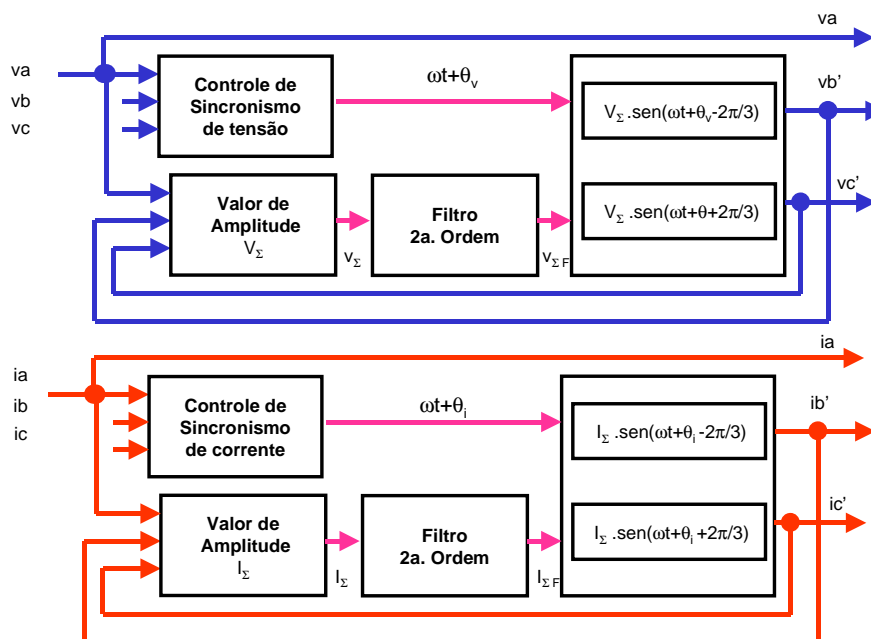 va
va
vb
vc
Controle de
Sincronismo
de tensão
ωt+θv
VΣ .sen(ωt+θv-2π/3)
vb’
Valor de
Amplitude
VΣ
vΣ
Filtro
2a. Ordem
vΣ F
VΣ .sen(ωt+θ+2π/3)
vc’
ia
ia
ib
ic
Controle de
Sincronismo
de corrente
ωt+θi
IΣ .sen(ωt+θi -2π/3)
ib’
Valor de
Amplitude
IΣ
IΣ
Filtro
2a. Ordem
IΣ F
IΣ .sen(ωt+θi +2π/3)
ic’